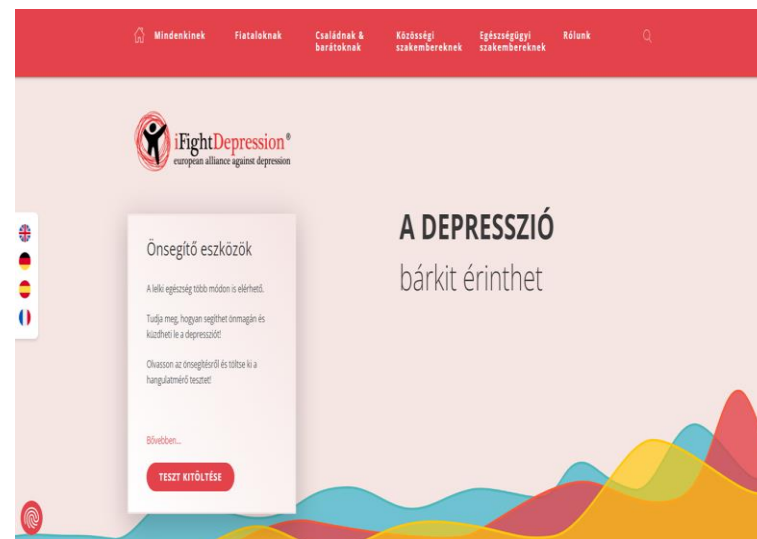 Mindenkinek
Fiataloknak
Családnak &
barátoknak
Közösségi
szakembereknek
Egészségügyi
szakembereknek
Rólunk
iFightDepression®
european alliance against depression
A DEPRESSZIÓ
bárkit érinthet
Önsegítő eszközök
A lelki egészség több módon is elérhető.
Tudja meg, hogyan segíthet önmagán és
küzdheti le a depressziót!
Olvasson az önsegítésről és töltse ki a
hangulatmérő tesztet!
Bővebben...
TESZT KITÖLTÉSE